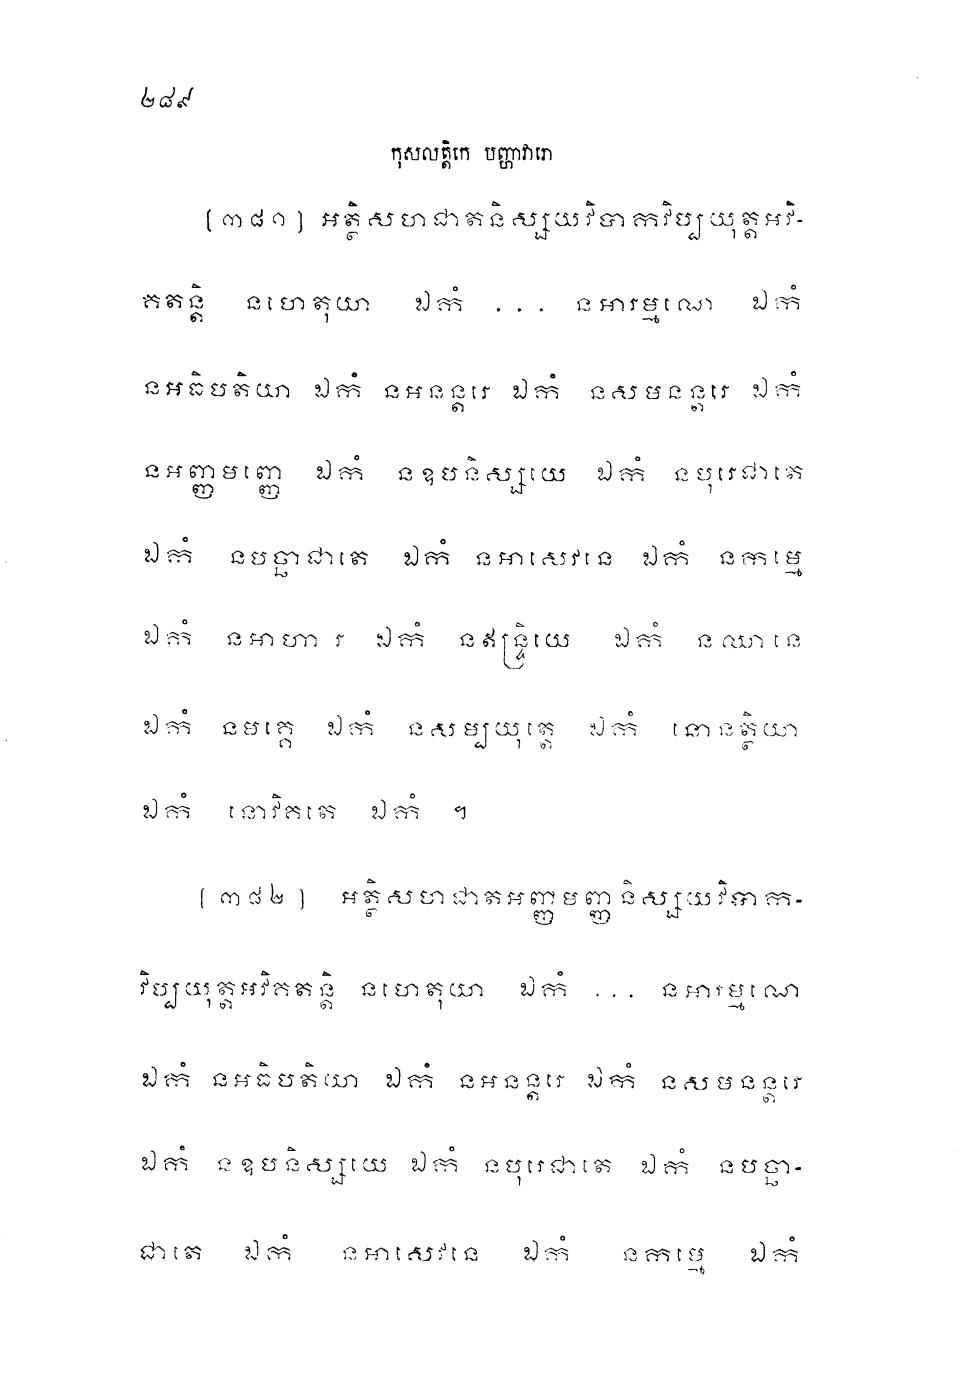 ២៨៩
កុសលត្តិកេ បញ្ហាវារោ
[៣៨១] អត្ថិសហជាតនិស្សយវិបាកវិប្បយុត្តអវិ-
គតន្តិ នហេតុយា ឯកំ ... នអារម្មណេ ឯកំ
នអធិបតិយា ឯកំ នអនន្តរេ ឯកំ នសមនន្តរេ ឯកំ
នអញ្ញមញ្ញេ ឯកំ នឧបនិស្សយេ ឯកំ នបុរេជាតេ
ឯកំ នបច្ឆាជាតេ ឯកំ នអាសេវនេ ឯកំ នកម្មេ
ឯកំ នអាហារេ ឯកំ នឥន្ទ្រិយេ ឯកំ នឈានេ
ឯកំ នមគ្គេ ឯកំ នសម្បយុត្តេ ឯកំ នោនត្ថិយា
ឯកំ នោវិគតេ ឯកំ ។
[៣៨២] អត្ថិសហជាតអញ្ញមញ្ញនិស្សយវិបាក-
វិប្បយុត្តអវិគតន្តិ នហេតុយា ឯកំ ... នអារម្មណេ
ឯកំ នអធិបតិយា ឯកំ នអនន្តរេ ឯកំ នសមនន្តរេ
ឯកំ នឧបនិស្សយេ ឯកំ នបុរេជាតេ ឯកំ នបច្ឆា-
ជាតេ ឯកំ នអាសេវនេ ឯកំ នកម្មេ ឯកំ